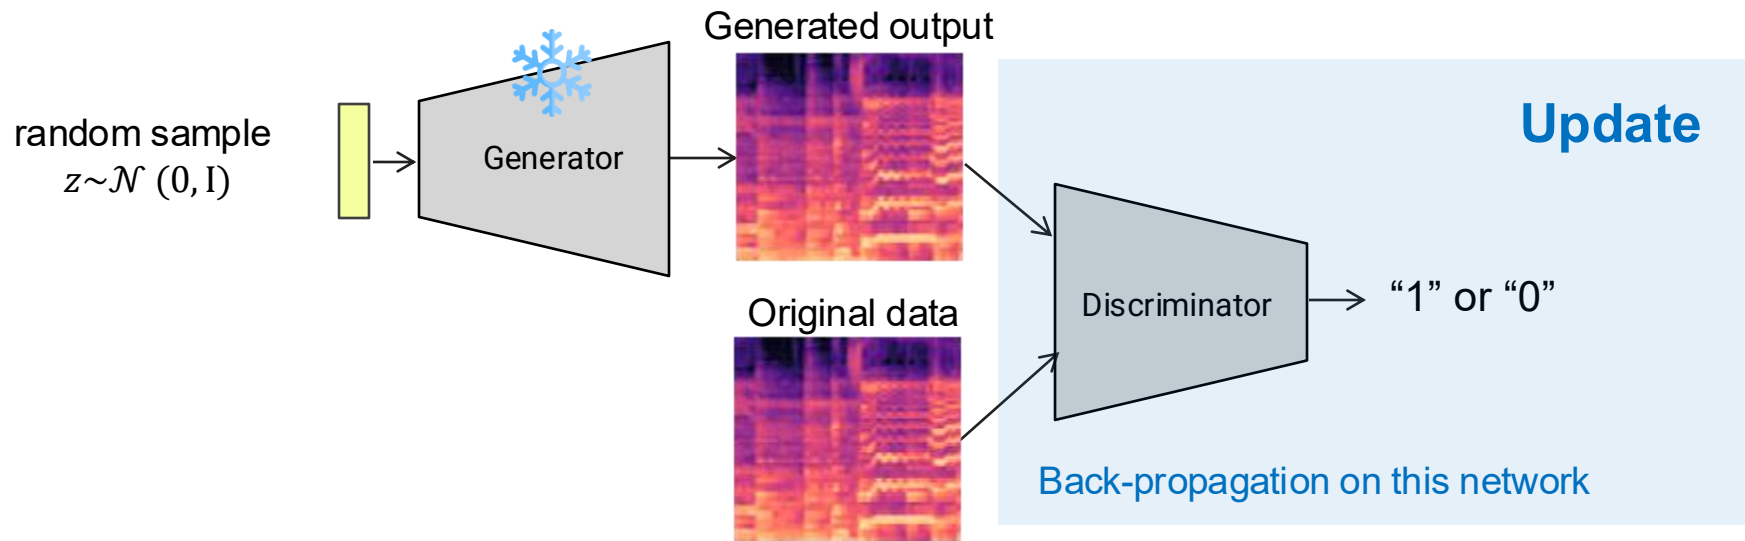 Generated output
random sample
z~𝒩 (0, I)
Generator
Update
Original data
Discriminator
“1” or “0”
Back-propagation on this network